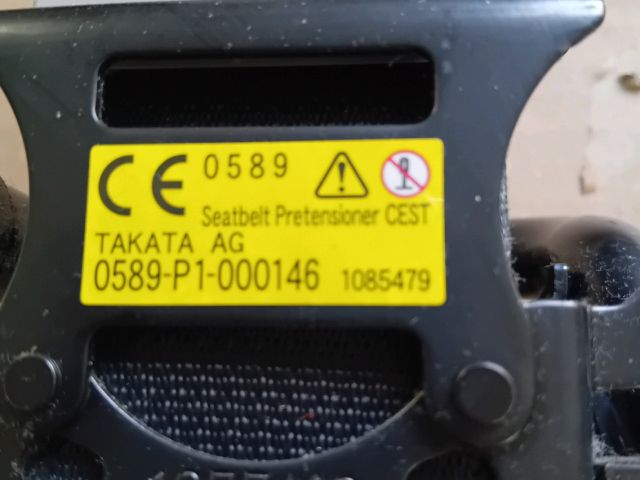 CE 0589
Seatbelt Pretensioner CEST
TAKATA AG
0589-P1-000146 1085479